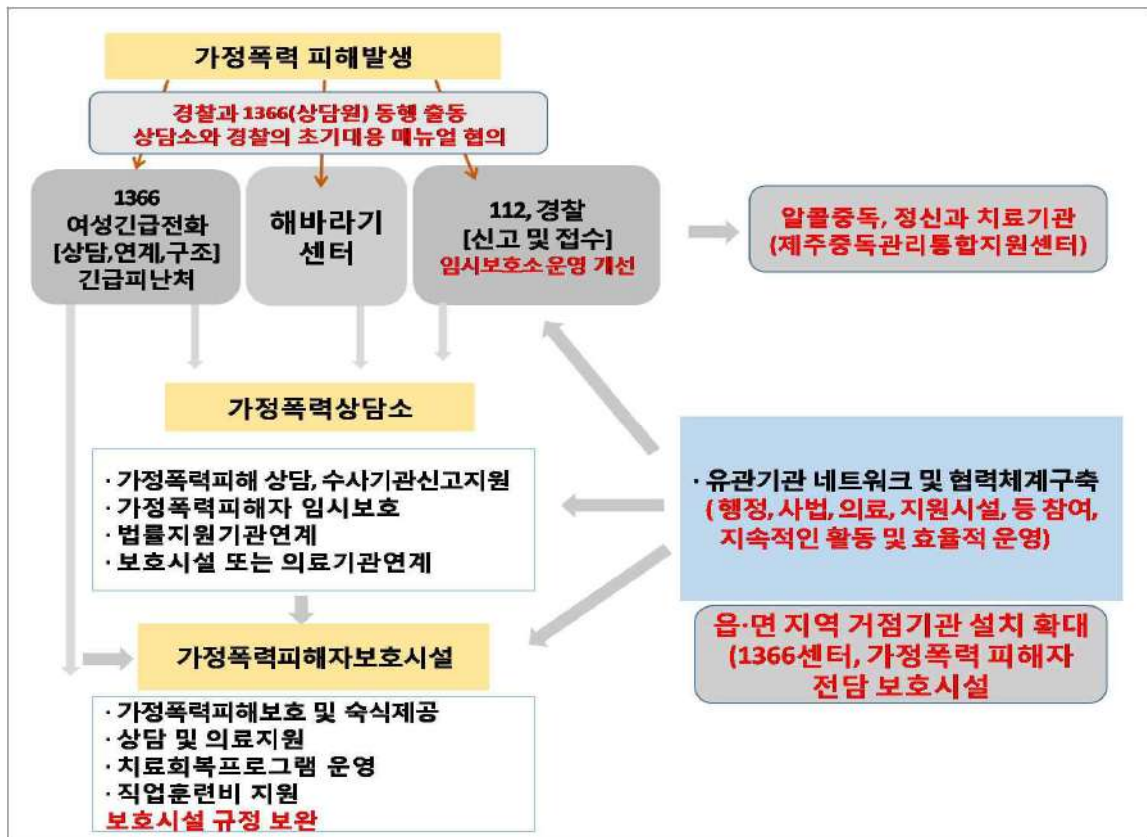 가정폭력 피해발생
경찰과 1366(상담원) 동행 출동
상담소와 경찰의 초기대응 매뉴얼 협의
1366
여성긴급전화
[상담,연계,구조]
긴급피난처
해바라기
센터
112, 경찰
[신고 및 접수]
임시보호소 운영 개선
알콜중독, 정신과 치료기관
(제주중독관리통합지원센터)
가정폭력상담소
· 가정폭력피해 상담, 수사기관신고지원
· 가정폭력피해자 임시보호
· 법률지원기관연계
· 보호시설 또는 의료기관연계
· 유관기관 네트워크 및 협력체계구축
( 행정, 사법, 의료, 지원시설, 등 참여,
지속적인 활동 및 효율적 운영)
읍·면 지역 거점기관 설치 확대
(1366센터, 가정폭력 피해자
전담 보호시설
가정폭력피해자보호시설
· 가정폭력피해보호 및 숙식제공
· 상담 및 의료지원
· 치료회복프로그램 운영
· 직업훈련비 지원
보호시설 규정 보완